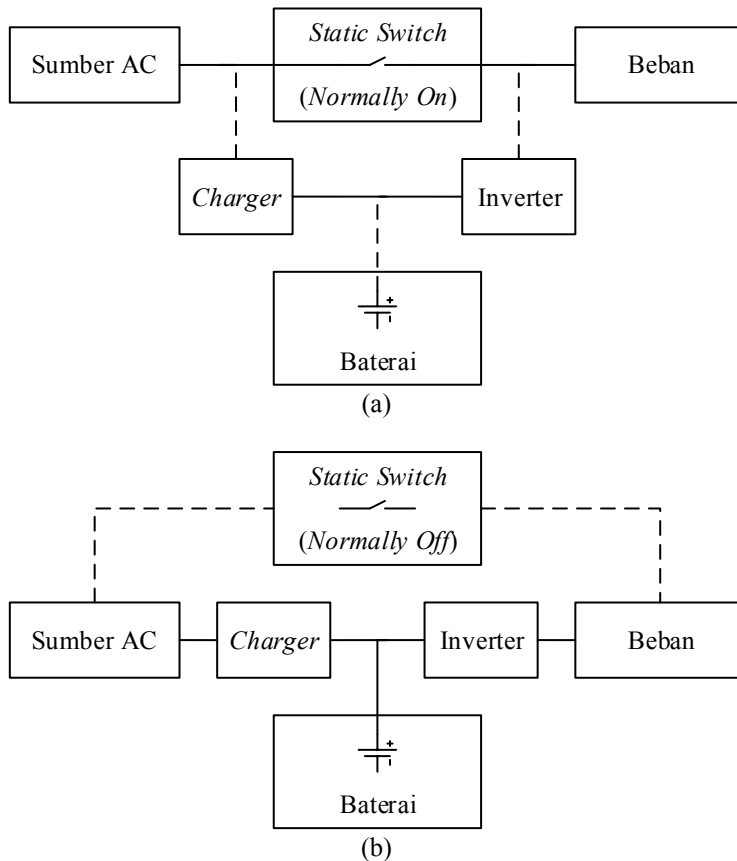 Static Switch
Sumber AC
Beban
(Normally On)
Charger
Inverter
+
-
Baterai
(a)
Static Switch
(Normally Off)
Sumber AC
Charger
Inverter
Beban
+
-
Baterai
(b)